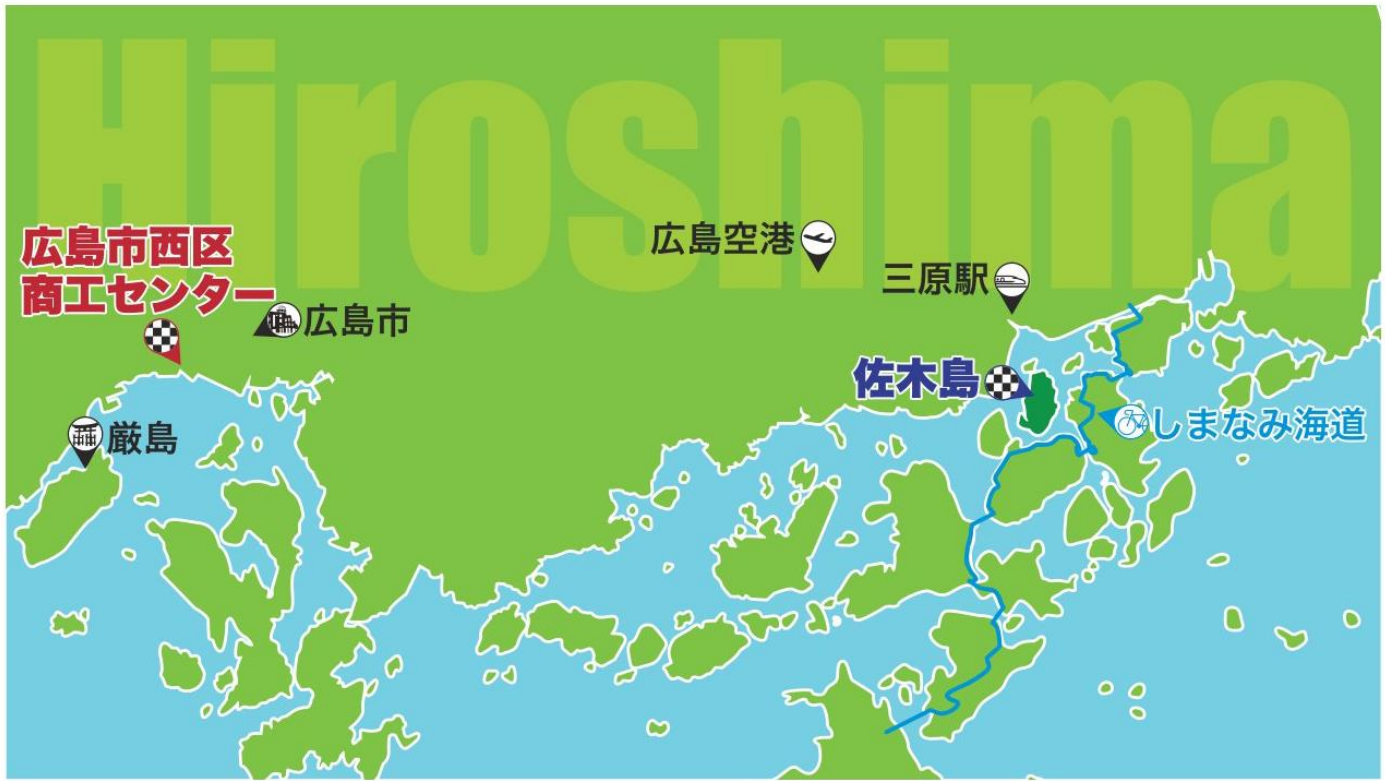 Hiroshima
広島市西区
商工センター
広島空港
三原駅
広島市
佐木島
しまなみ海道
厳島